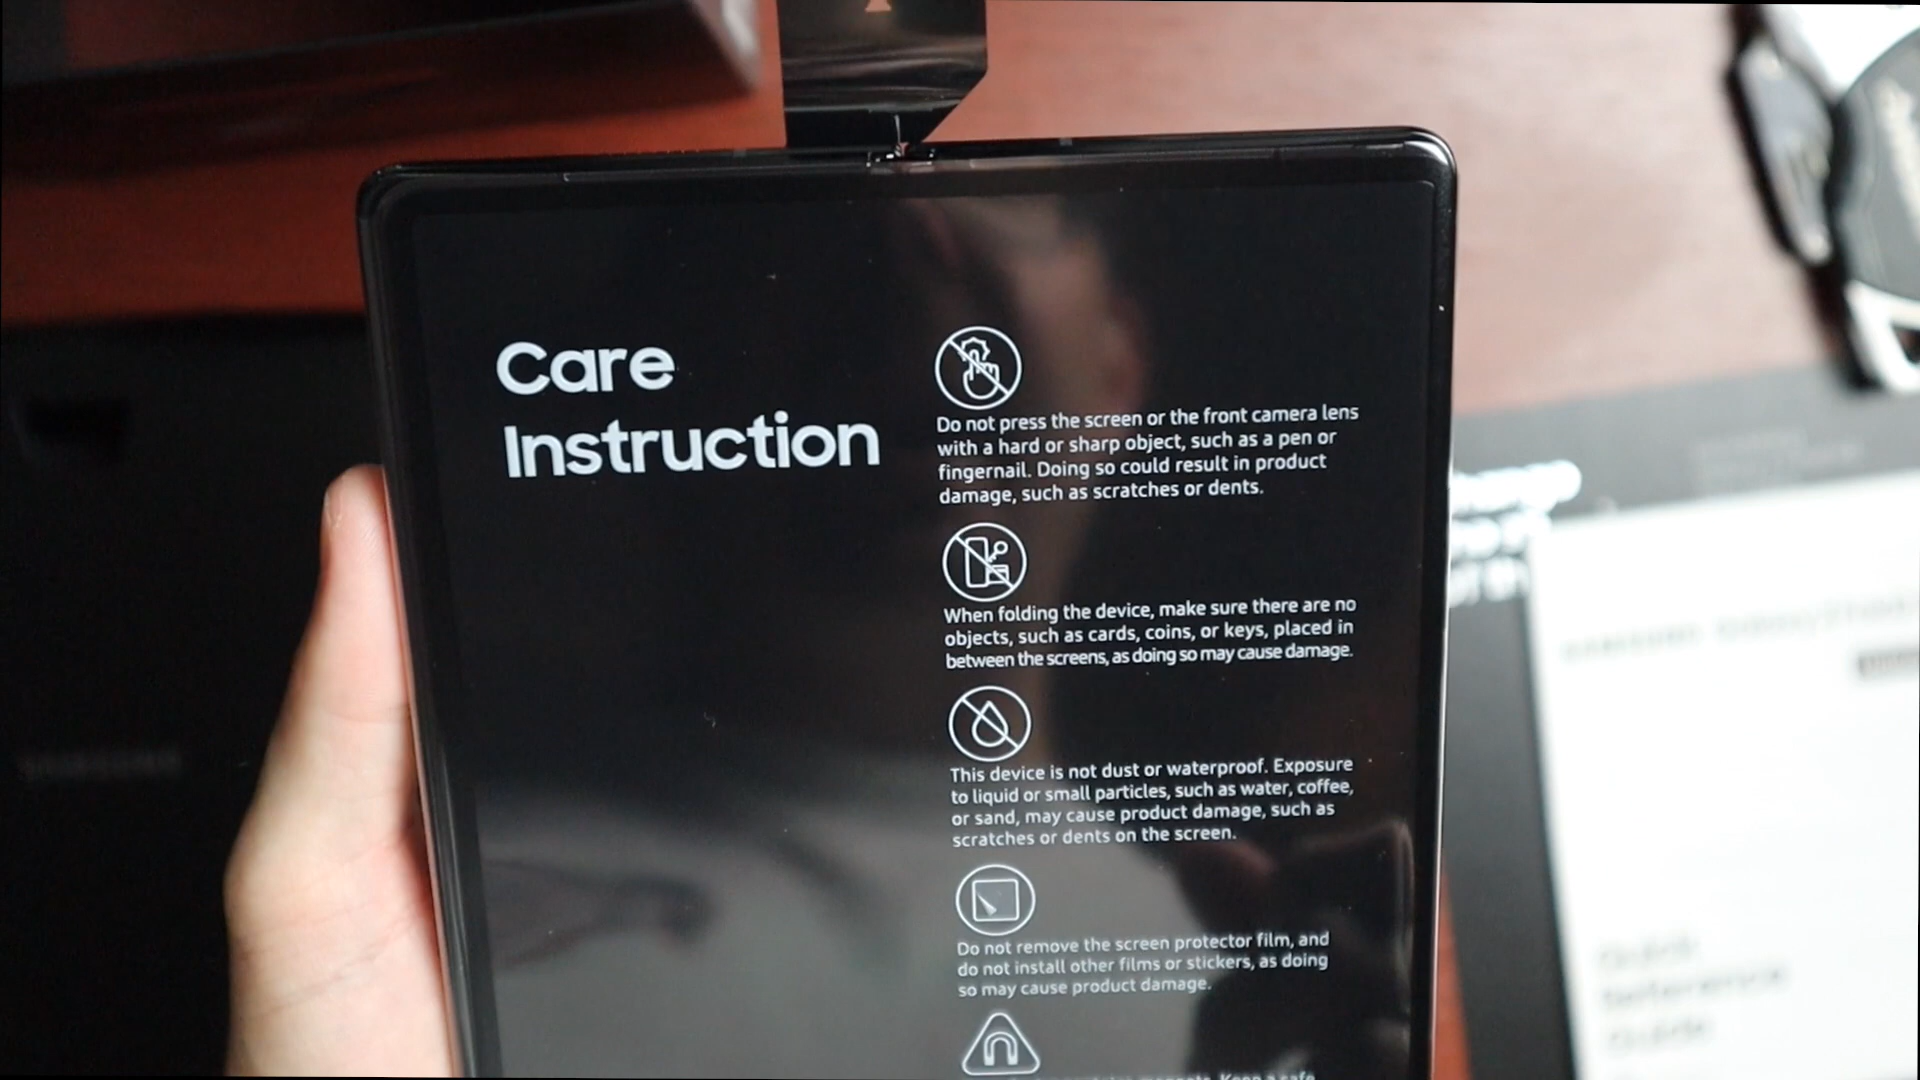 Care
Instruction
Do not press the screen or the front camera lens
with a hard or sharp object, such as a pen or
fingernail. Doing so could result in product
damage, such as scratches or dents.
When folding the device, make sure there are no
objects, such as cards, coins, or keys, placed in
between the screens, as doing so may cause damage.
This device is not dust or waterproof. Exposure
to liquid or small particles, such as water, coffee,
or sand, may cause product damage, such as
scratches or dents on the screen.
Do not remove the screen protector film, and
do not install other films or stickers, as doing
so may cause product damage.
magnets. Keep a safe
Quick
Reference
Guide